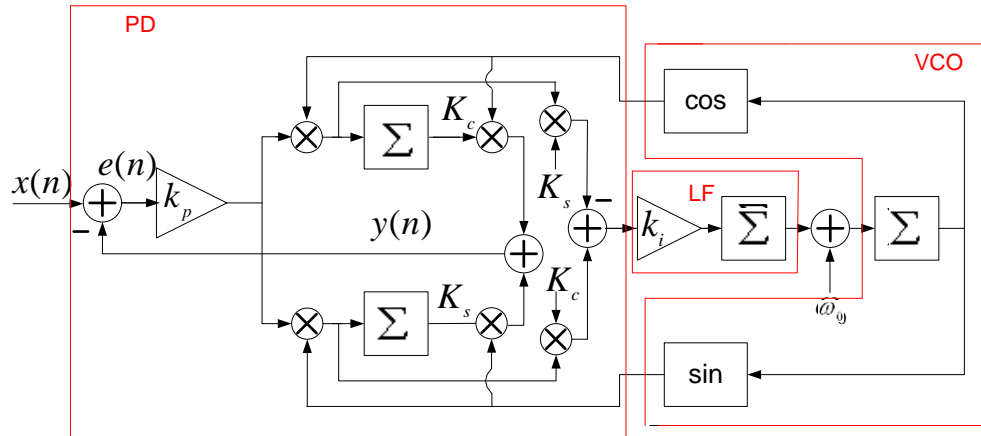 PD
VCO
cos
K_c
Σ
e(n)
x(n)
k_p
K_s
LF
y(n)
k_i
Σ
Σ
K_c
K_s
ω_0
Σ
sin